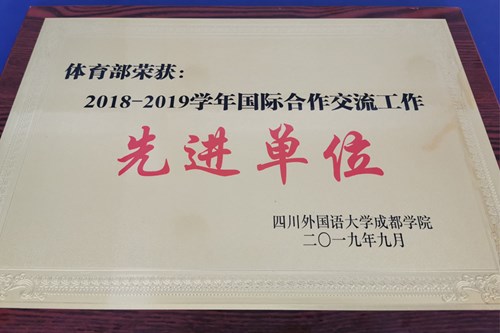 体育部荣获：
2018-2019学年国际合作交流工作
先进单位
四川外国语大学成都学院
二〇一九年九月